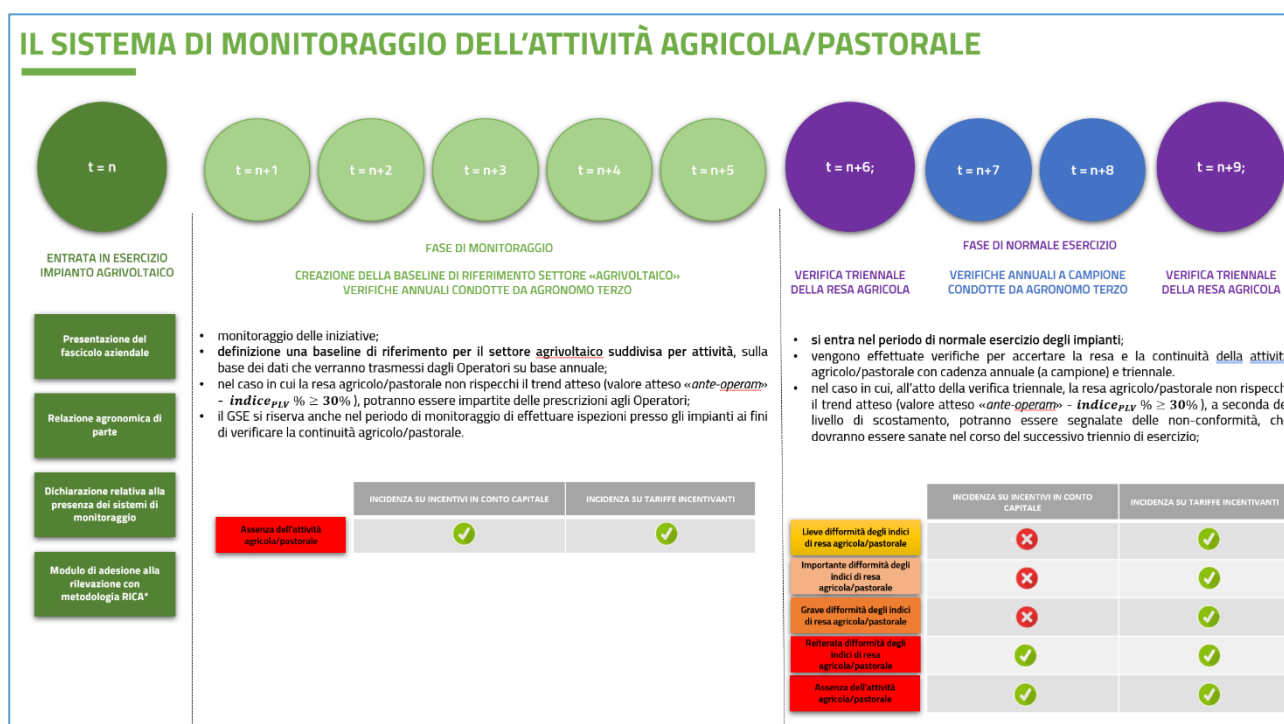 IL SISTEMA DI MONITORAGGIO DELL'ATTIVITÀ AGRICOLA/PASTORALE
t = n
t = n+1
t = n+2
t = n+3
t = n+4
t = n+5
t = n+6;
t = n+7
t = n+8
t = n+9;
ENTRATA IN ESERCIZIO
IMPIANTO AGRIVOLTAICO
Presentazione del
fascicolo aziendale
Relazione agronomica di
parte
Dichiarazione relativa alla
presenza dei sistemi di
monitoraggio
Modulo di adesione alla
rilevazione con
metodologia RICA*
FASE DI MONITORAGGIO
CREAZIONE DELLA BASELINE DI RIFERIMENTO SETTORE «AGRIVOLTAICO»
VERIFICHE ANNUALI CONDOTTE DA AGRONOMO TERZO
• monitoraggio delle iniziative;
• definizione una baseline di riferimento per il settore agrivoltaico suddivisa per attività, sulla
base dei dati che verranno trasmessi dagli Operatori su base annuale;
• nel caso in cui la resa agricolo/pastorale non rispecchi il trend atteso (valore atteso «ante-operam»
- indice_PLV % ≥ 30% ), potranno essere impartite delle prescrizioni agli Operatori;
• il GSE si riserva anche nel periodo di monitoraggio di effettuare ispezioni presso gli impianti ai fini
di verificare la continuità agricolo/pastorale.
INCIDENZA SU INCENTIVI IN CONTO CAPITALE
INCIDENZA SU TARIFFE INCENTIVANTI
Assenza dell'attività
agricola/pastorale
FASE DI NORMALE ESERCIZIO
VERIFICA TRIENNALE
DELLA RESA AGRICOLA
VERIFICHE ANNUALI A CAMPIONE
CONDOTTE DA AGRONOMO TERZO
VERIFICA TRIENNALE
DELLA RESA AGRICOLA
• si entra nel periodo di normale esercizio degli impianti;
• vengono effettuate verifiche per accertare la resa e la continuità della attivit
agricolo/pastorale con cadenza annuale (a campione) e triennale.
• nel caso in cui, all'atto della verifica triennale, la resa agricolo/pastorale non rispecch
il trend atteso (valore atteso «ante-operam» - indice_PLV % ≥ 30% ), a seconda de
livello di scostamento, potranno essere segnalate delle non-conformità, ch
dovranno essere sanate nel corso del successivo triennio di esercizio;
INCIDENZA SU INCENTIVI IN CONTO
CAPITALE
INCIDENZA SU TARIFFE INCENTIVANTI
Lieve difformità degli indici
di resa agricola/pastorale
Importante difformità degli
indici di resa
agricola/pastorale
Grave difformità degli indici
di resa agricola/pastorale
Reitereta difformità degli
indici di resa
agricola/pastorale
Assenza dell'attività
agricola/pastorale